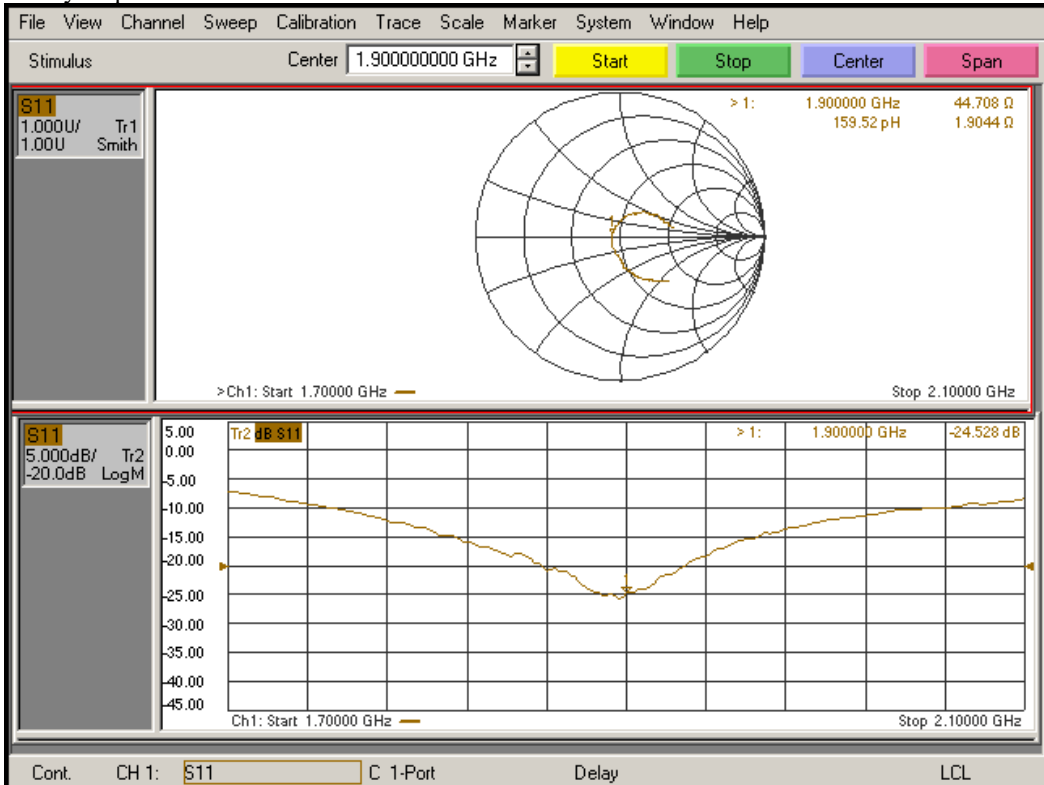 File View Channel Sweep Calibration Trace Scale Marker System Window Help
Stimulus Center 1.900000000 GHz Start Stop Center Span
S11
1.000U/ Tr1
1.00U Smith
> 1: 1.900000 GHz 44.708 Ω
159.52 pH 1.9044 Ω
>Ch1: Start 1.70000 GHz Stop 2.10000 GHz
S11
5.000dB/ Tr2
-20.0dB LogM
5.00
0.00
-5.00
-10.00
-15.00
-20.00
-25.00
-30.00
-35.00
-40.00
-45.00
Tr2 dB S11 > 1: 1.900000 GHz -24.528 dB
Ch1: Start 1.70000 GHz Stop 2.10000 GHz
Cont. CH 1: S11 C 1-Port Delay LCL